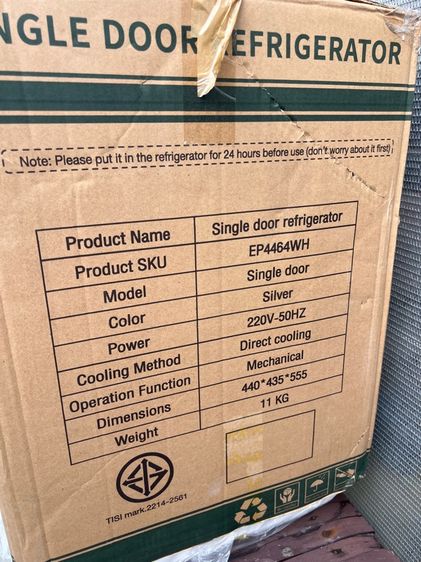 NGLE DOOR REFRIGERATOR
Note: Please put it in the refrigerator for 24 hours before use (don't worry about it first)
Product Name Single door refrigerator
Product SKU EP4464WH
Model Single door
Color Silver
Power 220V-50HZ
Cooling Method Direct cooling
Operation Function Mechanical
Dimensions 440*435*555
Weight 11 KG
TISI mark.2214-2561